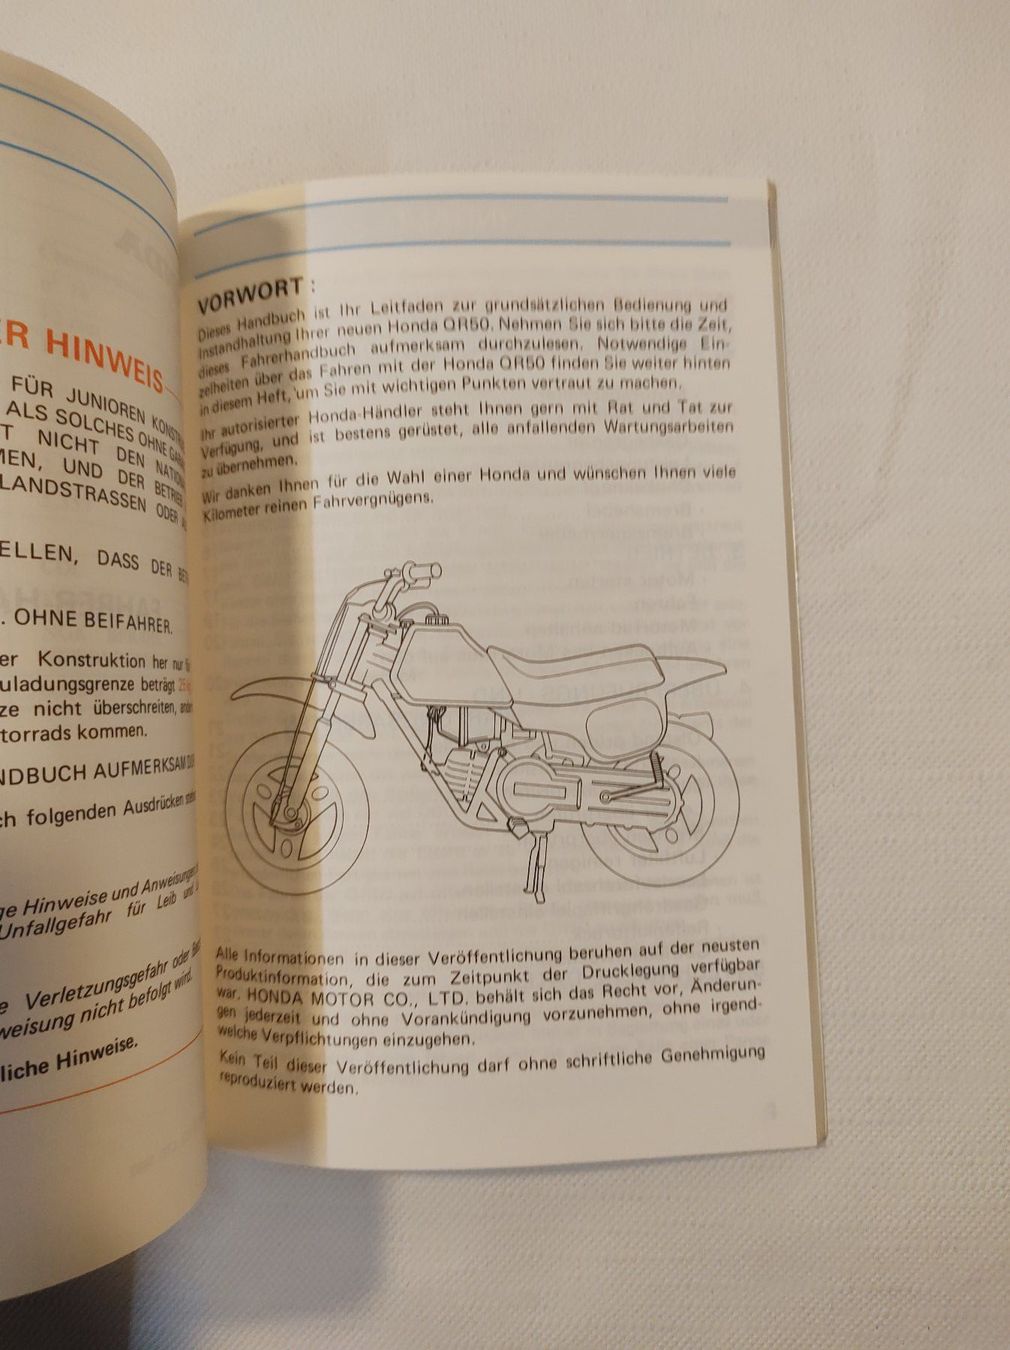 ER HINWEIS
FÜR JUNIOREN
ALS SOLCHES OHNE
T NICHT DEN
MEN, UND DER BETRIEB
LANDSTRASSEN ODER
ELLEN, DASS DER
. OHNE BEIFAHRER.
er Konstruktion her nur
uladungsgrenze beträgt
ze nicht überschreiten,
torrads kommen.
NDBUCH AUFMERKSAM
ch folgenden Ausdrücken
ge Hinweise und Anweisungen
Unfallgefahr für Leib und
e Verletzungsgefahr oder
weisung nicht befolgt wird.
liche Hinweise.
VORWORT :
Dieses Handbuch ist Ihr Leitfaden zur grundsätzlichen Bedienung und
Instandhaltung Ihrer neuen Honda QR50. Nehmen Sie sich bitte die Zeit,
dieses Fahrerhandbuch aufmerksam durchzulesen. Notwendige Ein-
zelheiten über das Fahren mit der Honda QR50 finden Sie weiter hinten
in diesem Heft, um Sie mit wichtigen Punkten vertraut zu machen.
Ihr autorisierter Honda-Händler steht Ihnen gern mit Rat und Tat zur
Verfügung, und ist bestens gerüstet, alle anfallenden Wartungsarbeiten
zu übernehmen.
Wir danken Ihnen für die Wahl einer Honda und wünschen Ihnen viele
Kilometer reinen Fahrvergnügens.
Alle Informationen in dieser Veröffentlichung beruhen auf der neusten
Produktinformation, die zum Zeitpunkt der Drucklegung verfügbar
war. HONDA MOTOR CO., LTD. behält sich das Recht vor, Änderun-
gen jederzeit und ohne Vorankündigung vorzunehmen, ohne irgend-
welche Verpflichtungen einzugehen.
Kein Teil dieser Veröffentlichung darf ohne schriftliche Genehmigung
reproduziert werden.